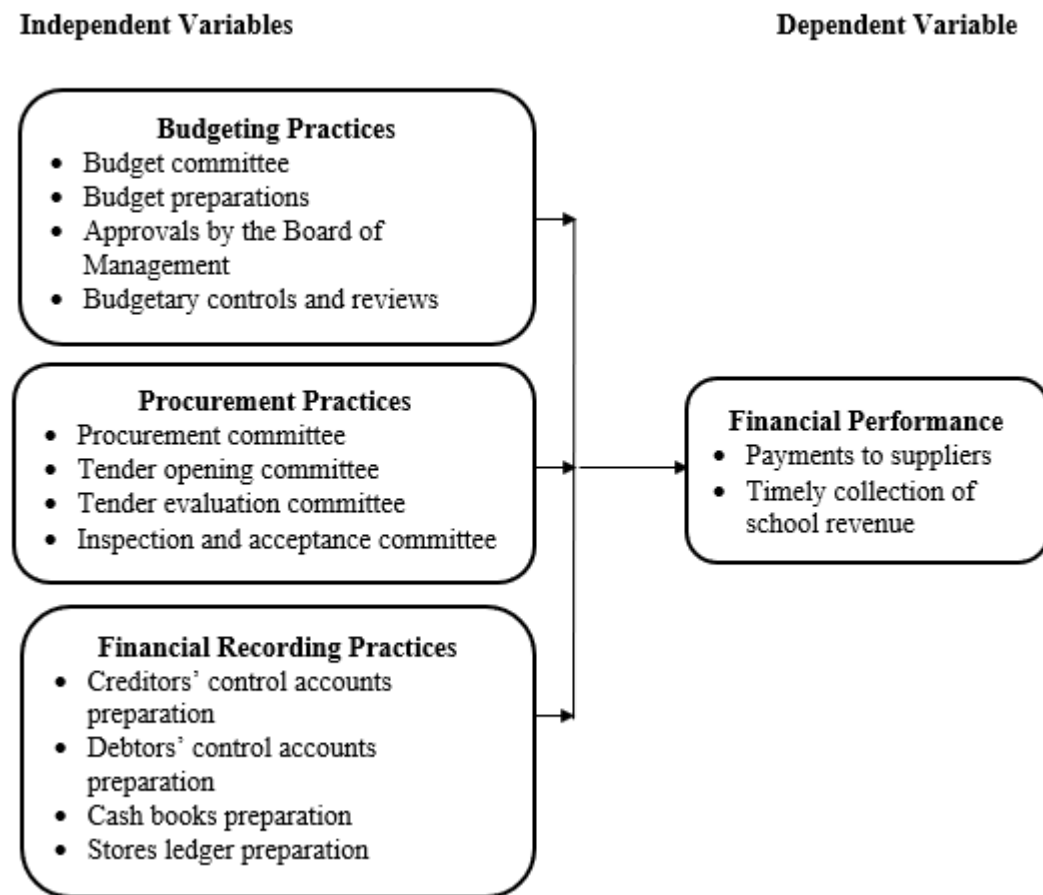 Independent Variables
Dependent Variable
Budgeting Practices
• Budget committee
• Budget preparations
• Approvals by the Board of
Management
• Budgetary controls and reviews
Procurement Practices
• Procurement committee
• Tender opening committee
• Tender evaluation committee
• Inspection and acceptance committee
Financial Recording Practices
• Creditors’ control accounts
preparation
• Debtors’ control accounts
preparation
• Cash books preparation
• Stores ledger preparation
Financial Performance
• Payments to suppliers
• Timely collection of
school revenue